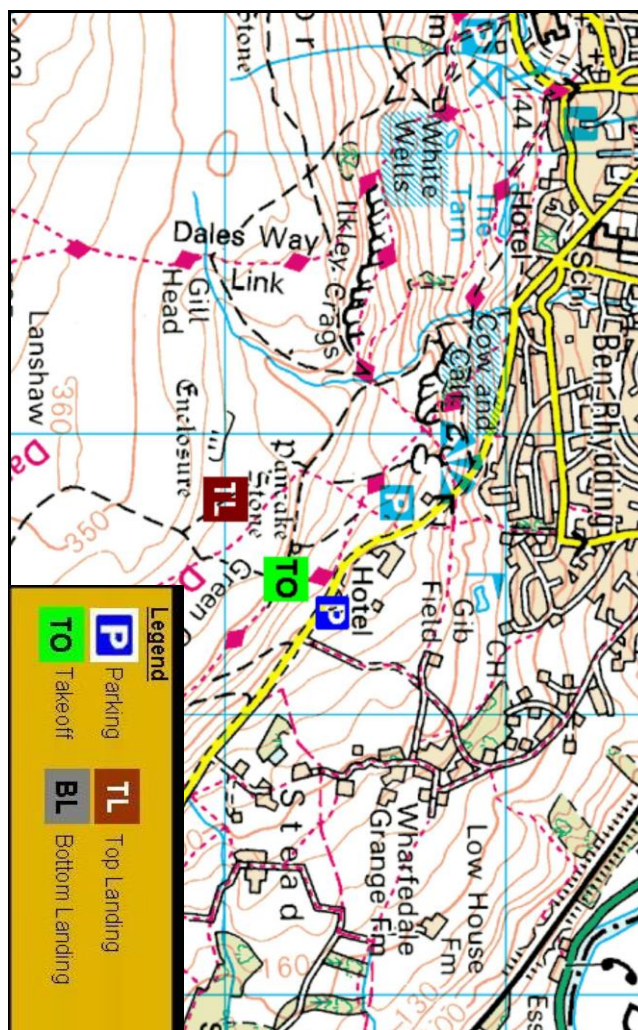 Low House
Fm
Wharfedale
Grange Fm
Ben Rhydding
CH
Gib
Field
Sch
Hotel
144
The
Tarn
Cow and
Calf
P
Hotel
P
White
Wells
Ilkley Crags
Stead
160
130
Pancake
Stone
TO
Green
TL
Stone
Dales Way
Link
Gill
Head
Enclosure
Lanshaw
360
350
Legend
P Parking
TO Takeoff
TL Top Landing
BL Bottom Landing